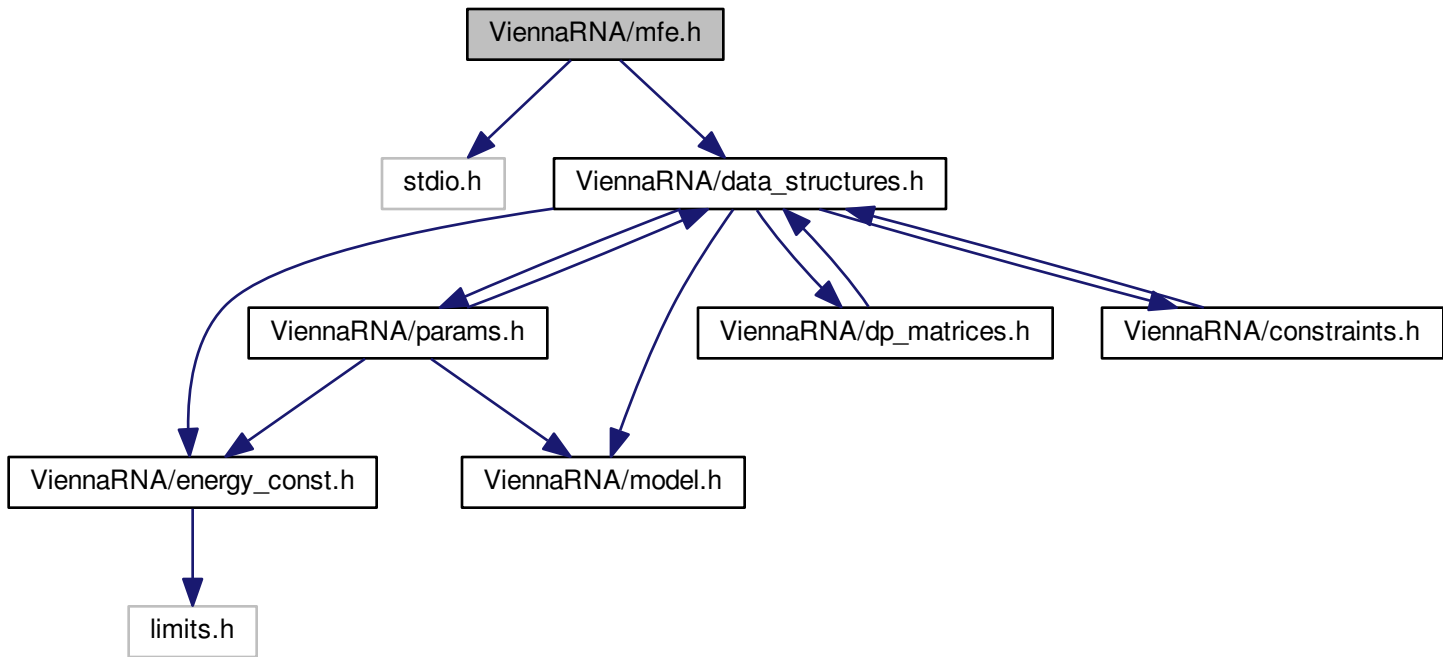 ViennaRNA/mfe.h
stdio.h
ViennaRNA/data_structures.h
ViennaRNA/params.h
ViennaRNA/dp_matrices.h
ViennaRNA/constraints.h
ViennaRNA/energy_const.h
ViennaRNA/model.h
limits.h